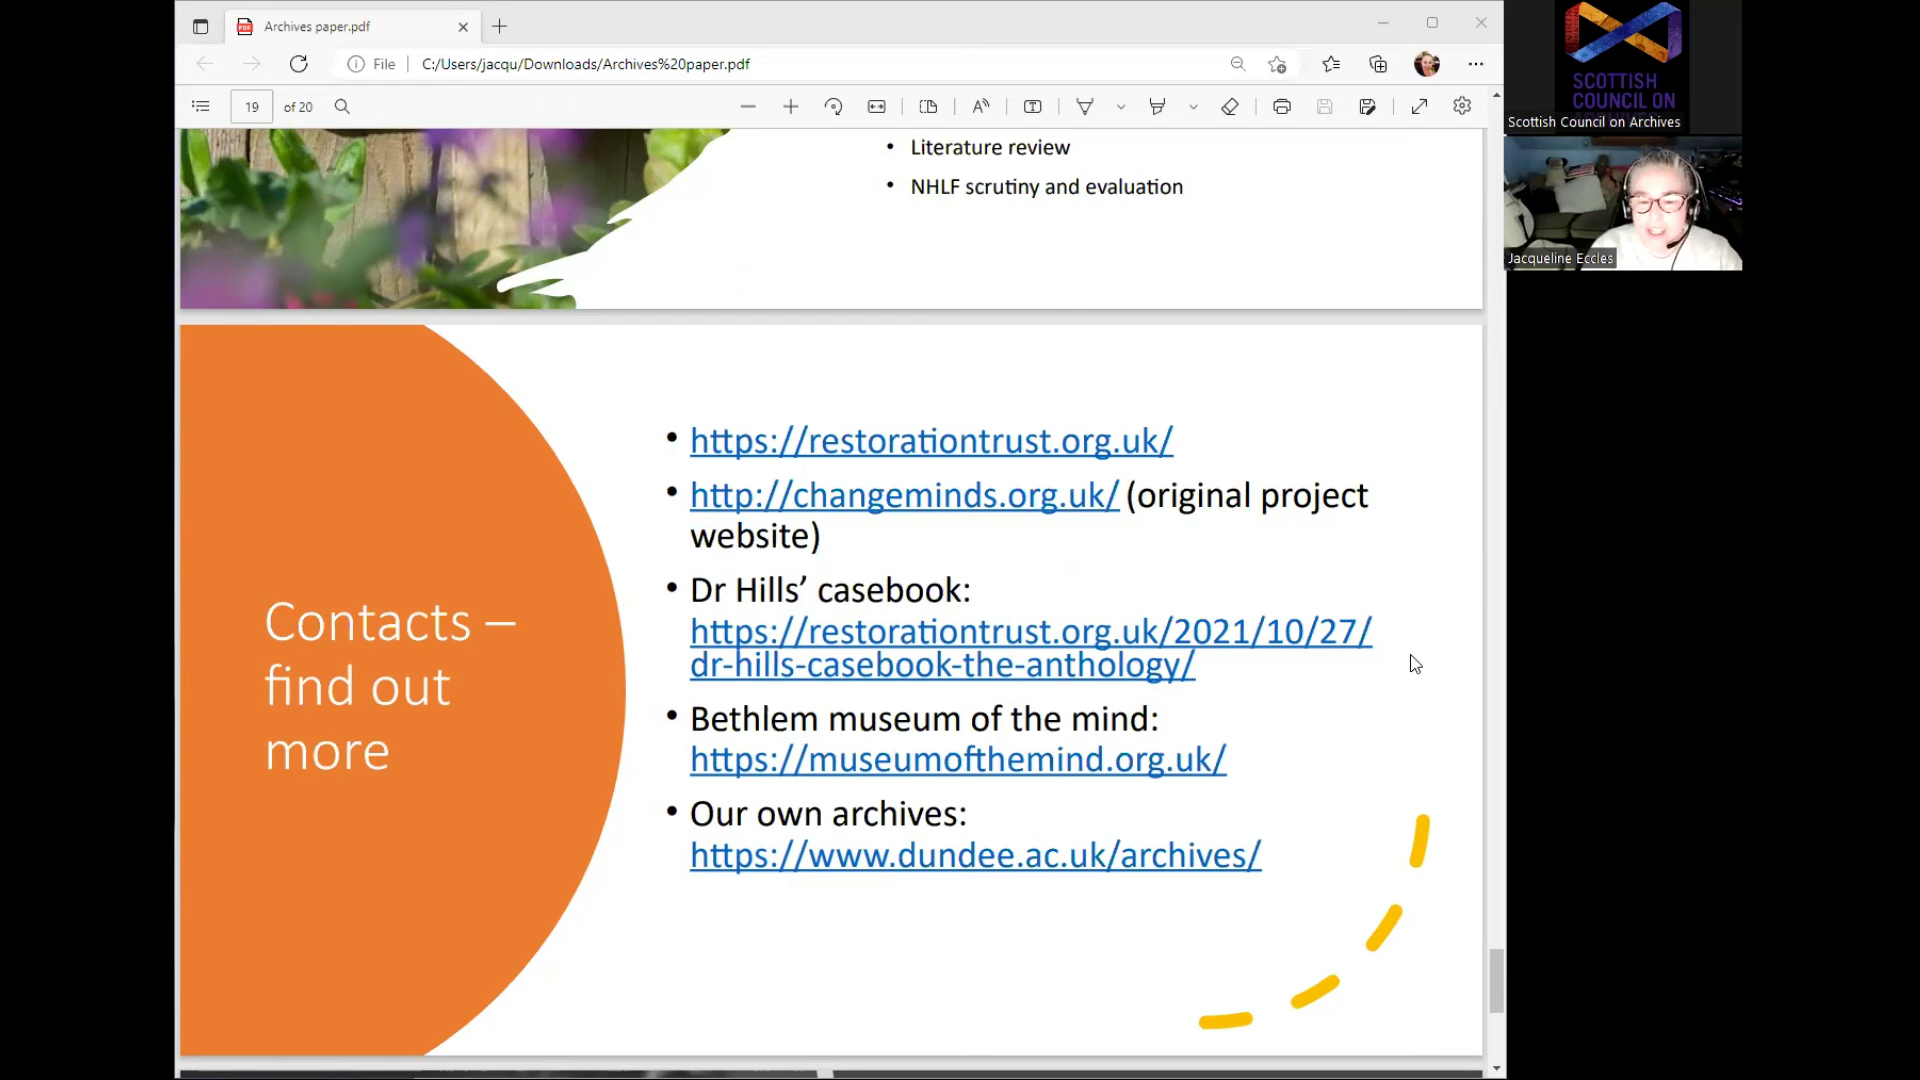 Archives paper.pdf
File
C:/Users/jacqu/Downloads/Archives%20paper.pdf
19 of 20
SCOTTISH
COUNCIL ON
Scottish Council on Archives
Jacqueline Eccles
• Literature review
• NHLF scrutiny and evaluation
Contacts –
find out
more
• https://restorationtrust.org.uk/
• http://changeminds.org.uk/ (original project
website)
• Dr Hills’ casebook:
https://restorationtrust.org.uk/2021/10/27/
dr-hills-casebook-the-anthology/
• Bethlem museum of the mind:
https://museumofthemind.org.uk/
• Our own archives:
https://www.dundee.ac.uk/archives/